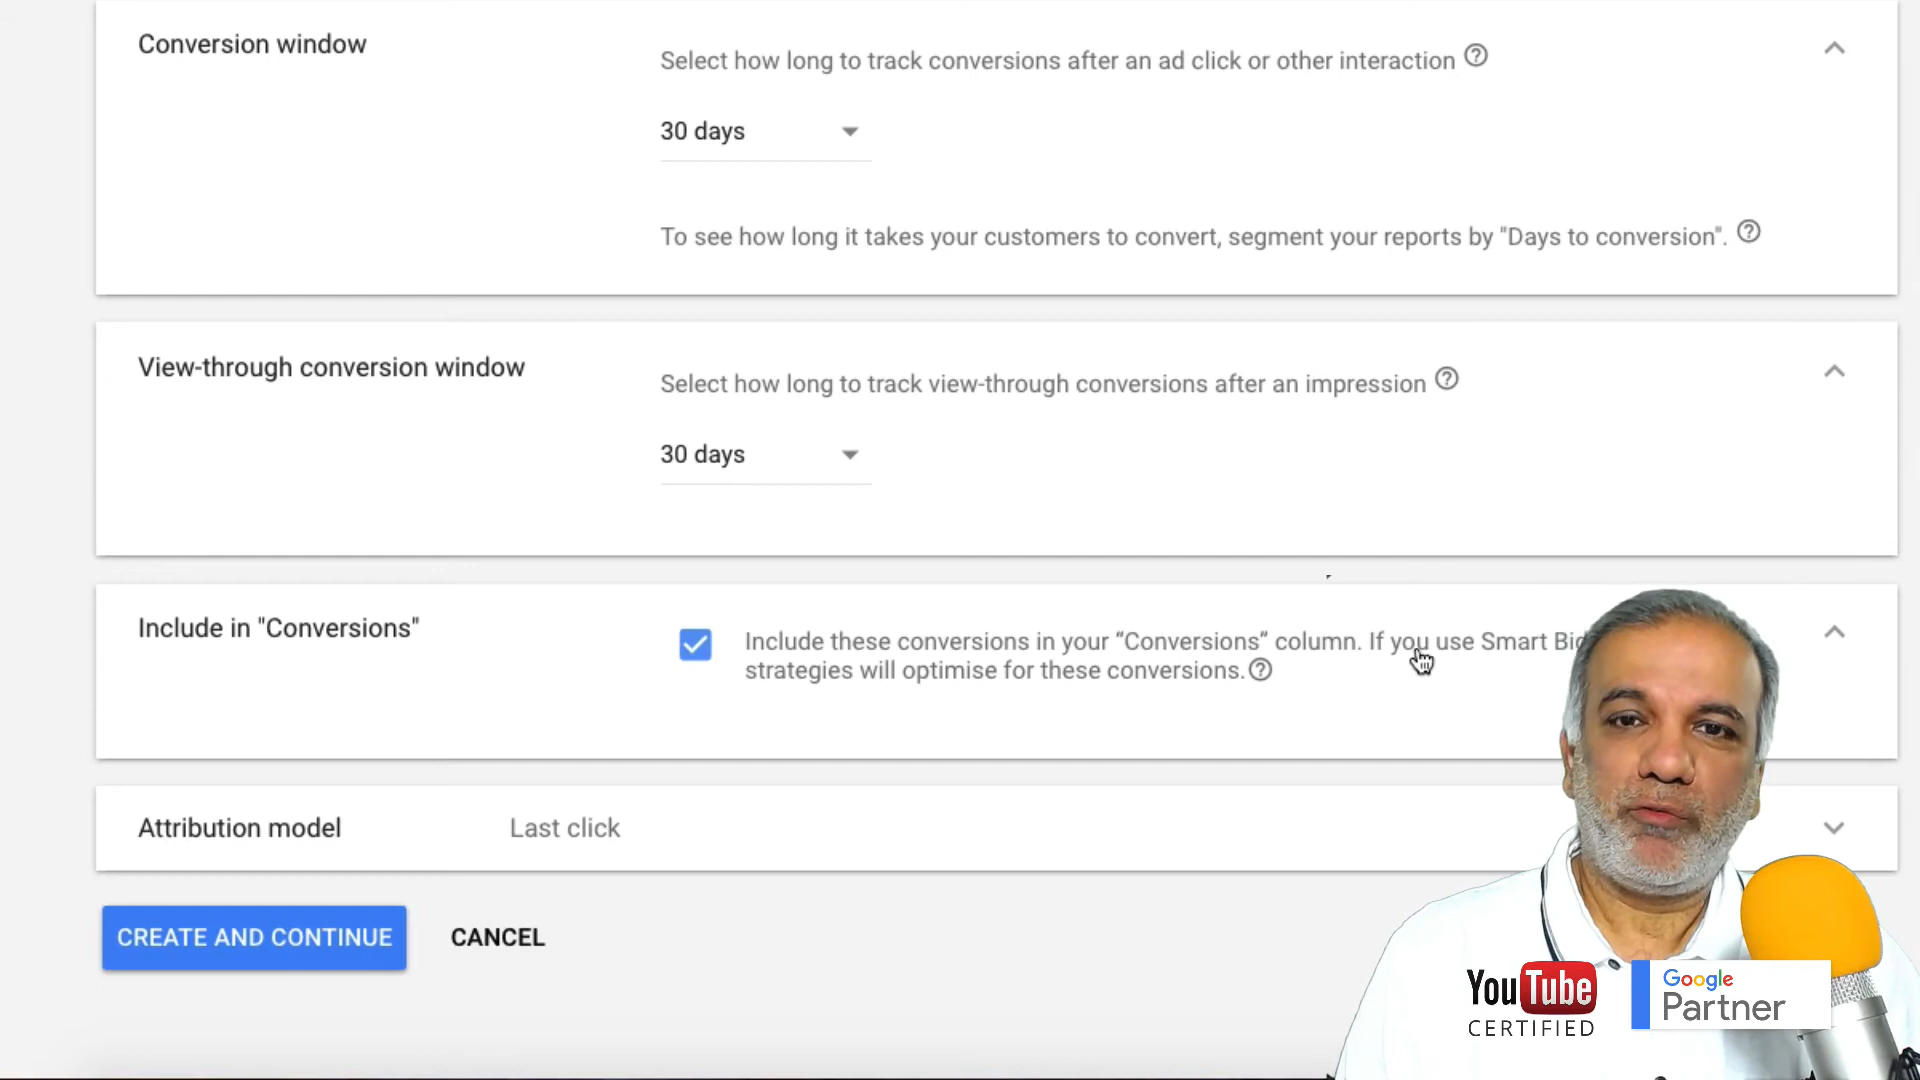 Conversion window
Select how long to track conversions after an ad click or other interaction
30 days
To see how long it takes your customers to convert, segment your reports by "Days to conversion".
View-through conversion window
Select how long to track view-through conversions after an impression
30 days
Include in "Conversions"
Include these conversions in your “Conversions” column. If you use Smart
strategies will optimise for these conversions.
Attribution model
Last click
CREATE AND CONTINUE
CANCEL
YouTube
CERTIFIED
Google
Partner